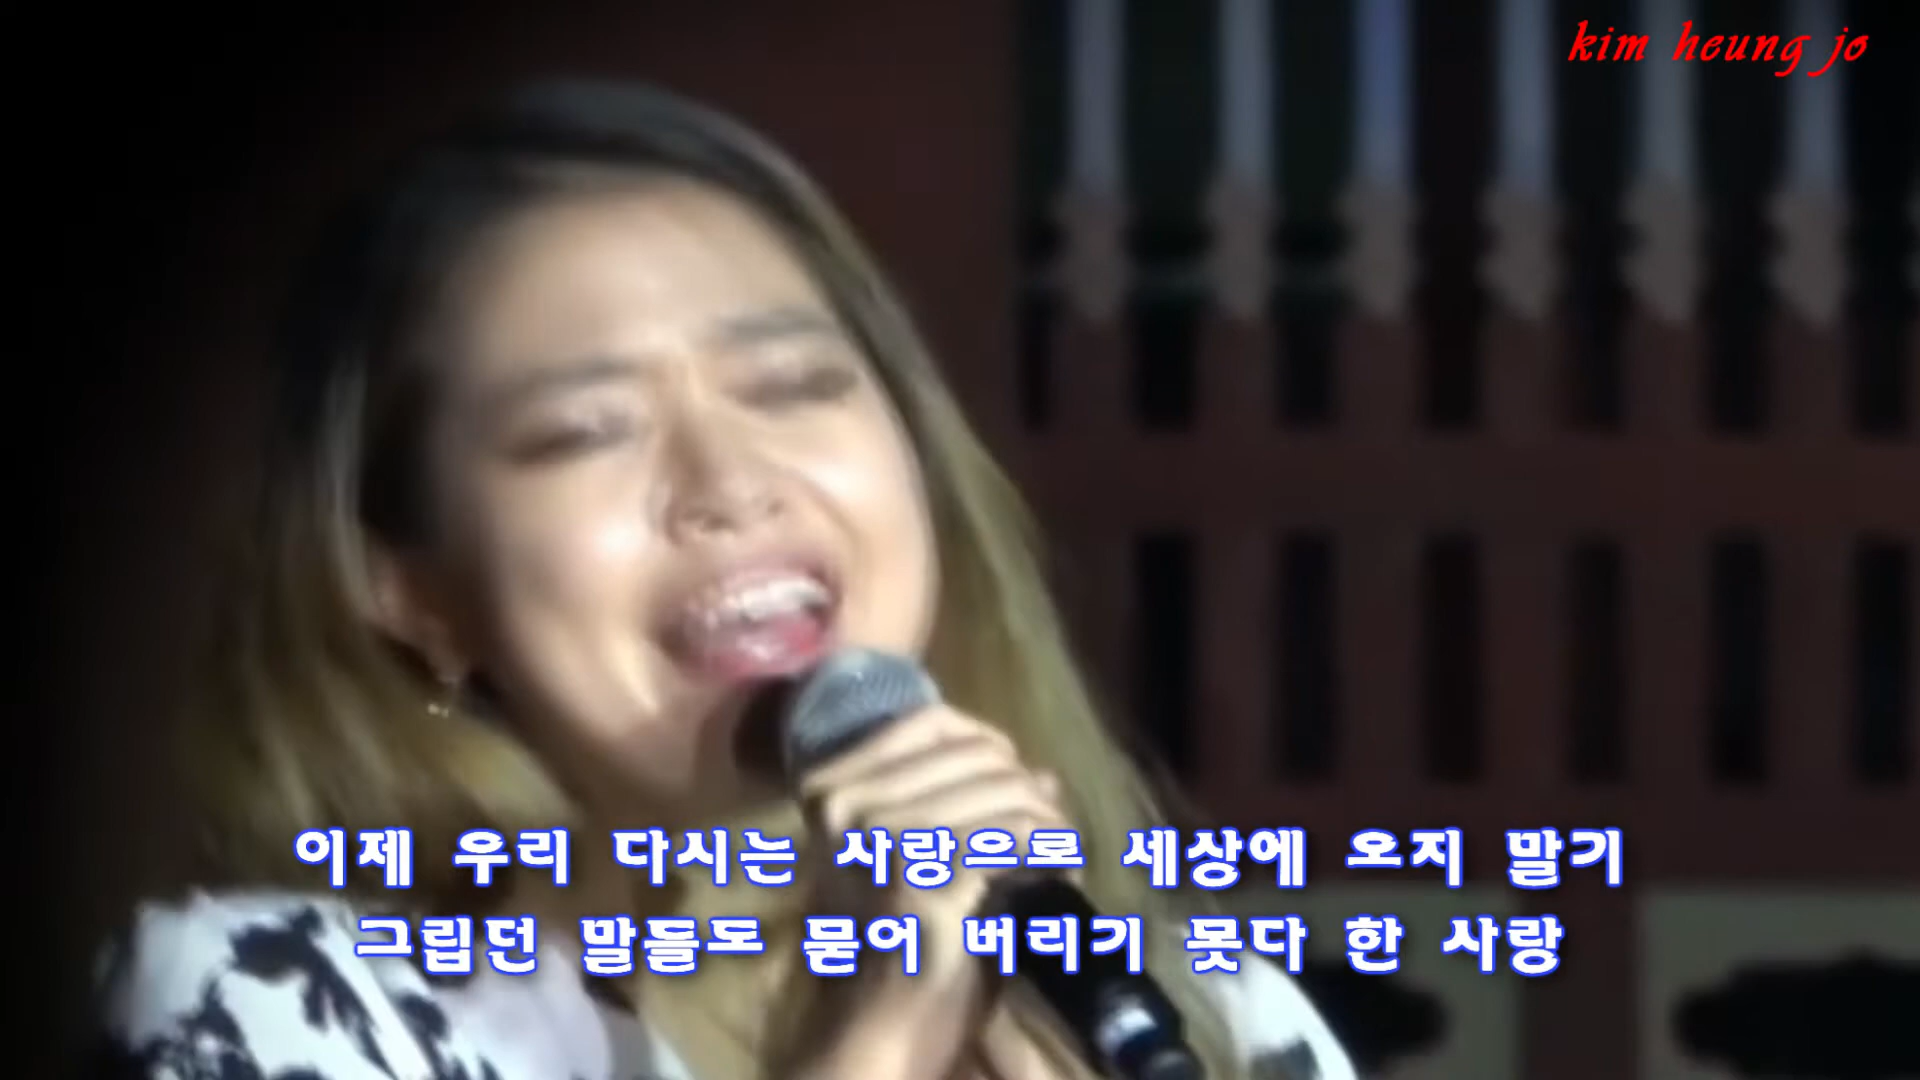 kim heung jo
이제 우리 다시는 사랑으로 세상에 오지 말기
그립던 말들도 묻어 버리기 못다 한 사랑